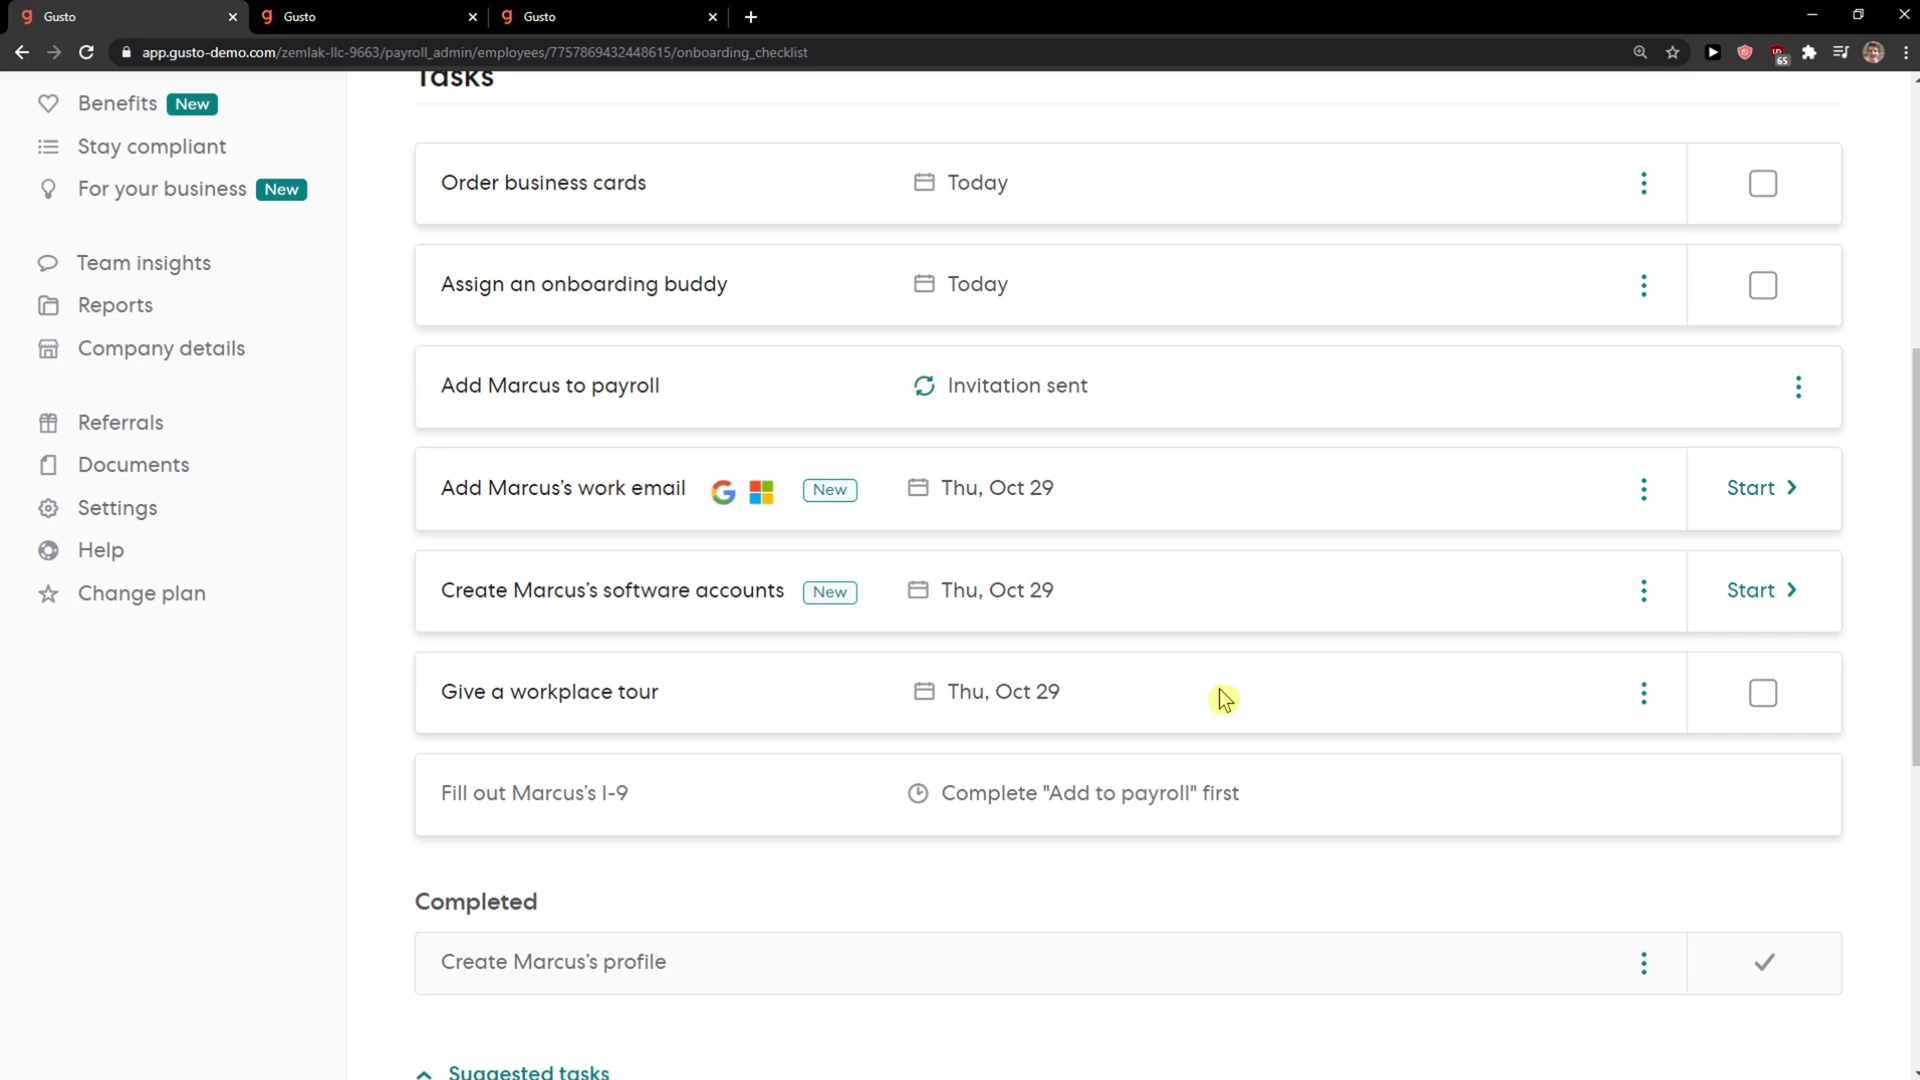 Gusto
Gusto
Gusto
app.gusto-demo.com/zemlak-llc-9663/payroll_admin/employees/7757869432448615/onboarding_checklist
65
Benefits New
Stay compliant
For your business New
Team insights
Reports
Company details
Referrals
Documents
Settings
Help
Change plan
Tasks
Order business cards Today
Assign an onboarding buddy Today
Add Marcus to payroll Invitation sent
Add Marcus's work email New Thu, Oct 29 Start
Create Marcus's software accounts New Thu, Oct 29 Start
Give a workplace tour Thu, Oct 29
Fill out Marcus's I-9 Complete "Add to payroll" first
Completed
Create Marcus's profile
Suggested tasks